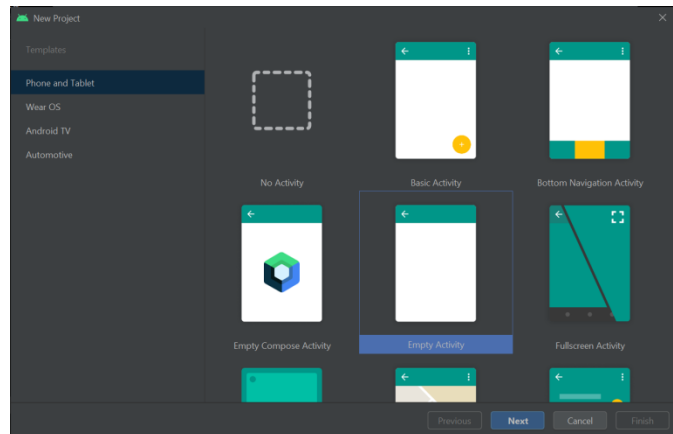 New Project
Templates
Phone and Tablet
Wear OS
Android TV
Automotive
No Activity
Basic Activity
Bottom Navigation Activity
Empty Compose Activity
Empty Activity
Fullscreen Activity
Previous
Next
Cancel
Finish